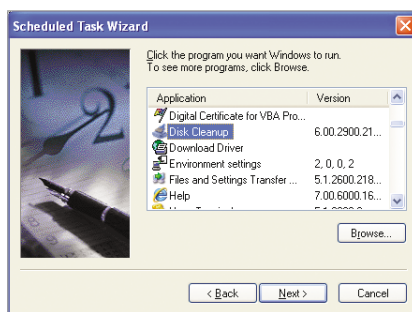 Scheduled Task Wizard
Click the program you want Windows to run.
To see more programs, click Browse.
Application Version
Digital Certificate for VBA Pro...
Disk Cleanup 6.00.2900.21...
Download Driver
Environment settings 2, 0, 0, 2
Files and Settings Transfer ... 5.1.2600.218...
Help 7.00.6000.16...
Browse...
< Back Next > Cancel